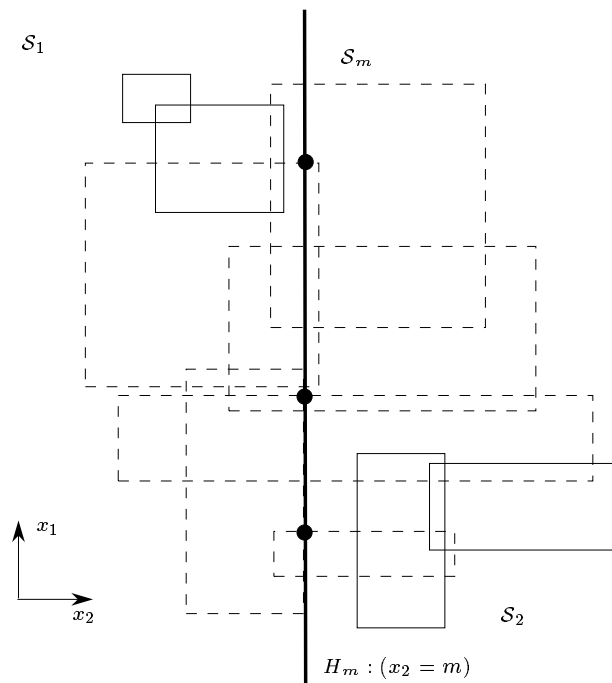 𝒮₁
𝒮ₘ
x₁
x₂
𝒮₂
Hₘ : (x₂ = m)